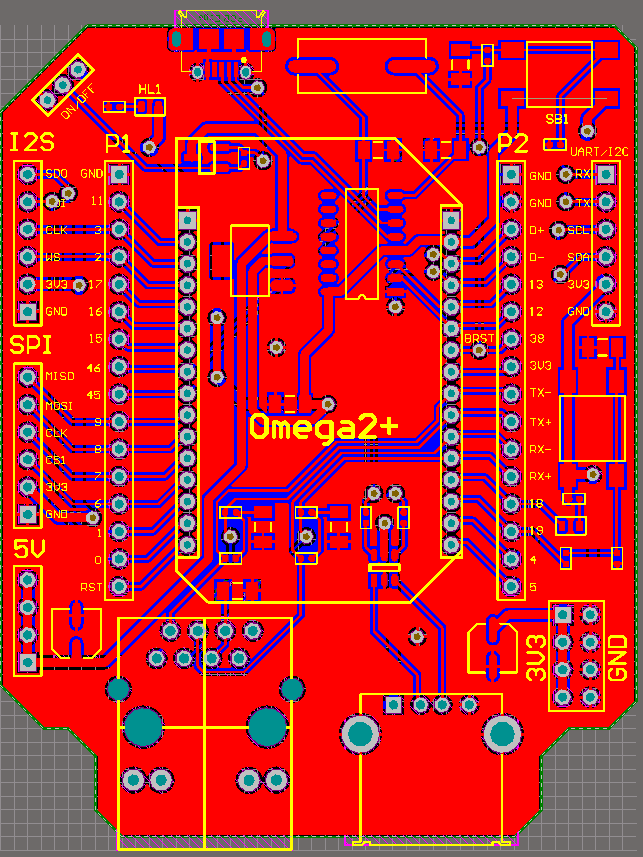 ON/OFF
HL1
SB1
I2S
P1
P2
UART/I2C
SDO
GND
GND
RX
11
GND
TX
CLK
3
D+
SCL
WS
2
D-
SDA
3V3
17
13
3V3
GND
16
12
GND
SPI
15
BRST
38
46
3V3
MISO
45
TX-
MOSI
9
TX+
CLK
8
RX-
CS1
7
RX+
3V3
6
18
GND
1
19
5V
0
4
RST
5
Omega2+
3V3
GND